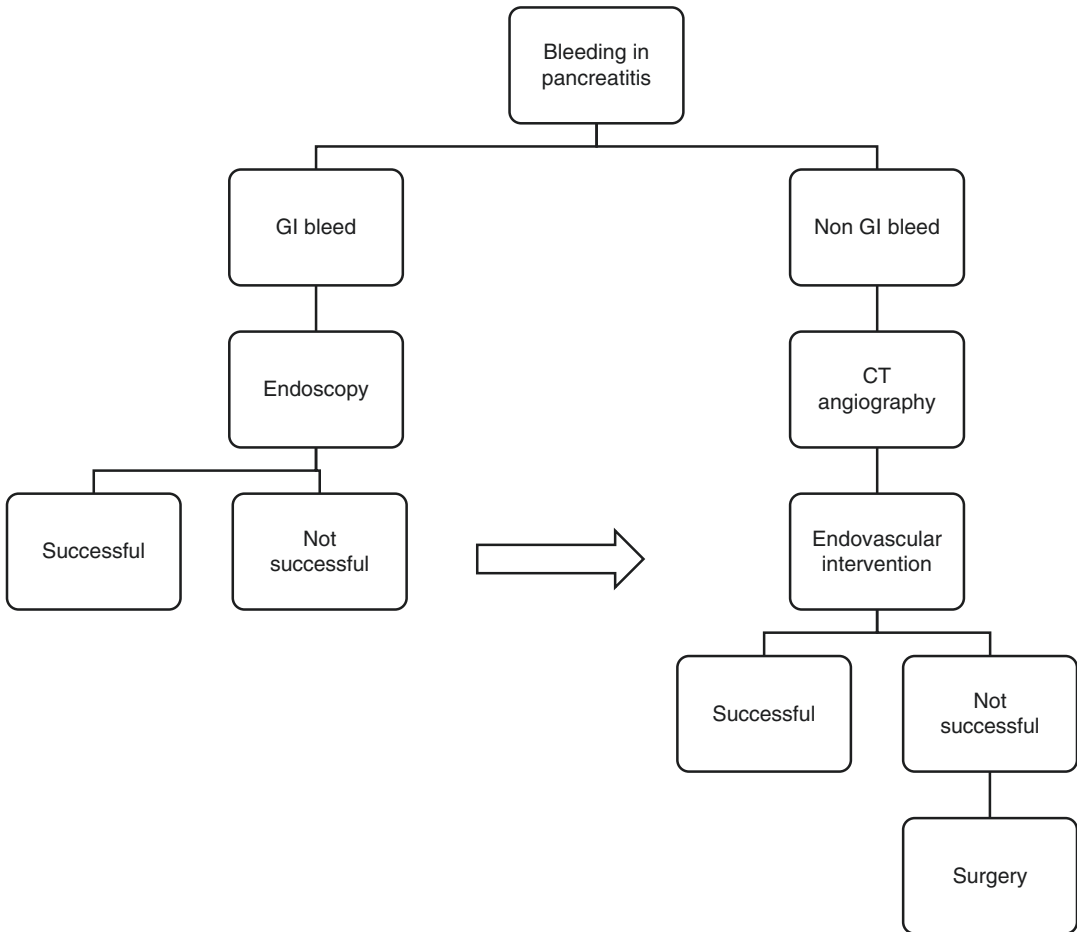 Bleeding in
pancreatitis
GI bleed
Non GI bleed
Endoscopy
CT
angiography
Successful
Not
successful
Endovascular
intervention
Successful
Not
successful
Surgery